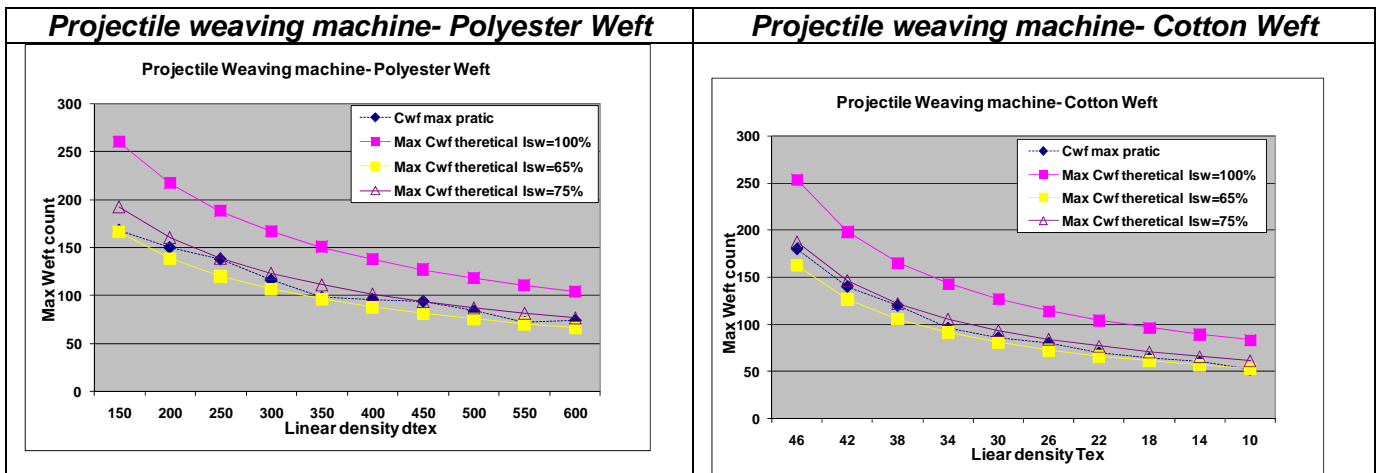 Projectile weaving machine- Polyester Weft
Projectile Weaving machine- Polyester Weft
Max Weft count
300
250
200
150
100
50
0
Cwf max pratic
Max Cwf theretical Isw=100%
Max Cwf theretical Isw=65%
Max Cwf theretical Isw=75%
150 200 250 300 350 400 450 500 550 600
Linear density dtex
Projectile weaving machine- Cotton Weft
Projectile Weaving machine- Cotton Weft
Max Weft count
300
250
200
150
100
50
0
Cwf max pratic
Max Cwf theretical Isw=100%
Max Cwf theretical Isw=65%
Max Cwf theretical Isw=75%
46 42 38 34 30 26 22 18 14 10
Liear density Tex